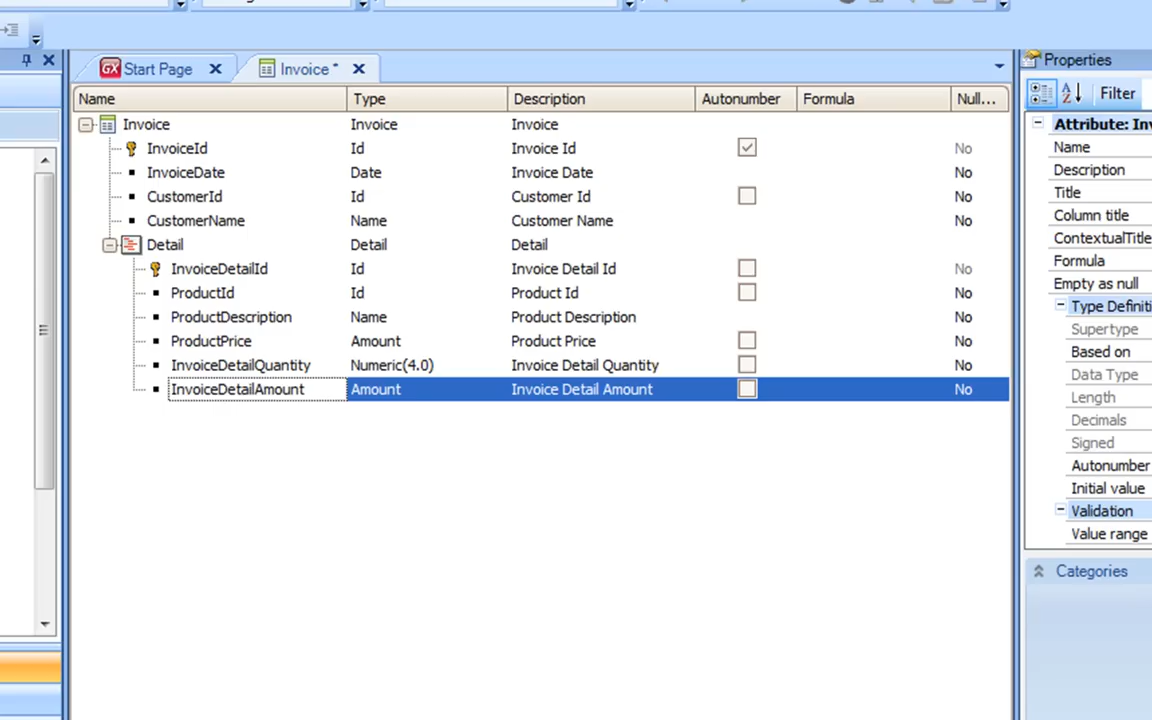 GX Start Page Invoice *
Properties
Name Type Description Autonumber Formula Null...
Filter
Invoice Invoice Invoice
Attribute: Inv
InvoiceId Id Invoice Id No
Name
InvoiceDate Date Invoice Date No
Description
CustomerId Id Customer Id No
Title
CustomerName Name Customer Name No
Column title
Detail Detail Detail
ContextualTitle
InvoiceDetailId Id Invoice Detail Id No
Formula
ProductId Id Product Id No
Empty as null
ProductDescription Name Product Description No
Type Definiti
Supertype
ProductPrice Amount Product Price No
Based on
InvoiceDetailQuantity Numeric(4.0) Invoice Detail Quantity No
Data Type
InvoiceDetailAmount Amount Invoice Detail Amount No
Length
Decimals
Signed
Autonumber
Initial value
Validation
Value range
Categories